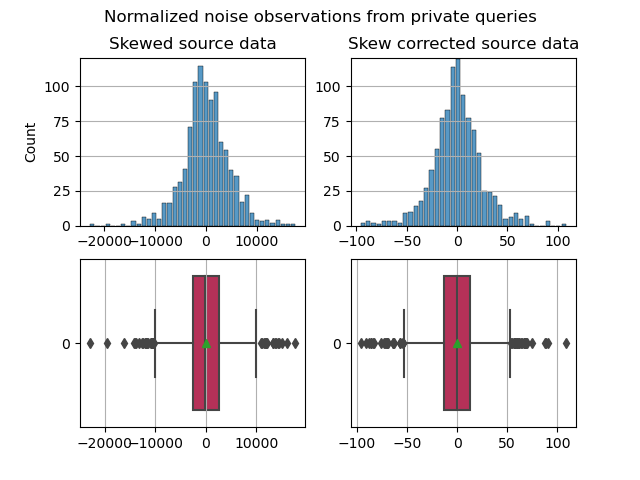 Normalized noise observations from private queries
Skewed source data
Skew corrected source data
Count
100
75
50
25
0
−20000 −10000 0 10000
100
75
50
25
0
−100 −50 0 50 100
0
−20000 −10000 0 10000
0
−100 −50 0 50 100